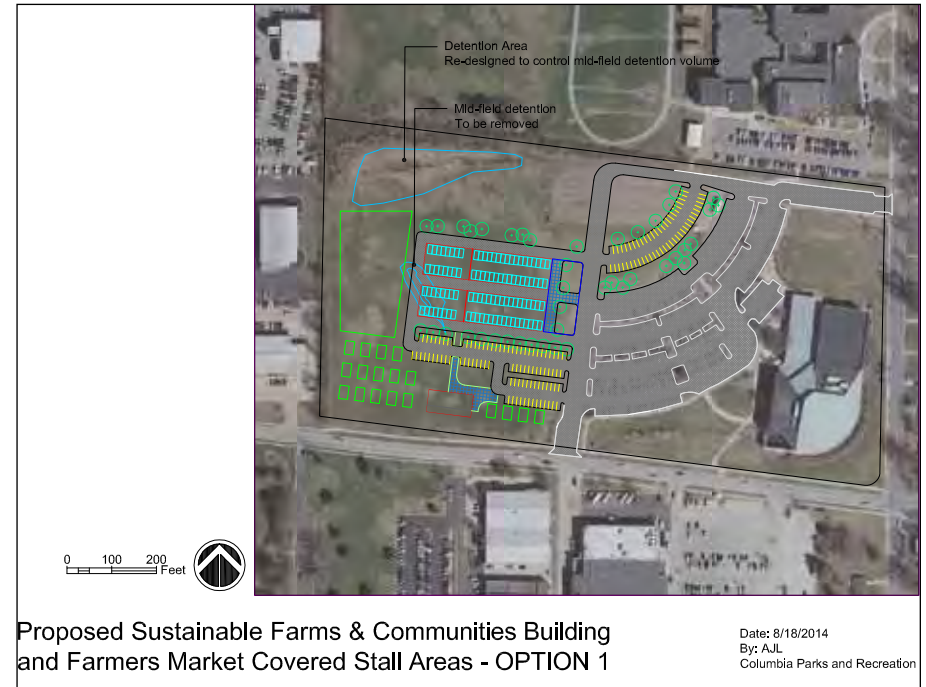 Detention Area
Re-designed to control mid-field detention volume
Mid-field detention
To be removed
0 100 200 Feet
Proposed Sustainable Farms & Communities Building
and Farmers Market Covered Stall Areas - OPTION 1
Date: 8/18/2014
By: AJL
Columbia Parks and Recreation